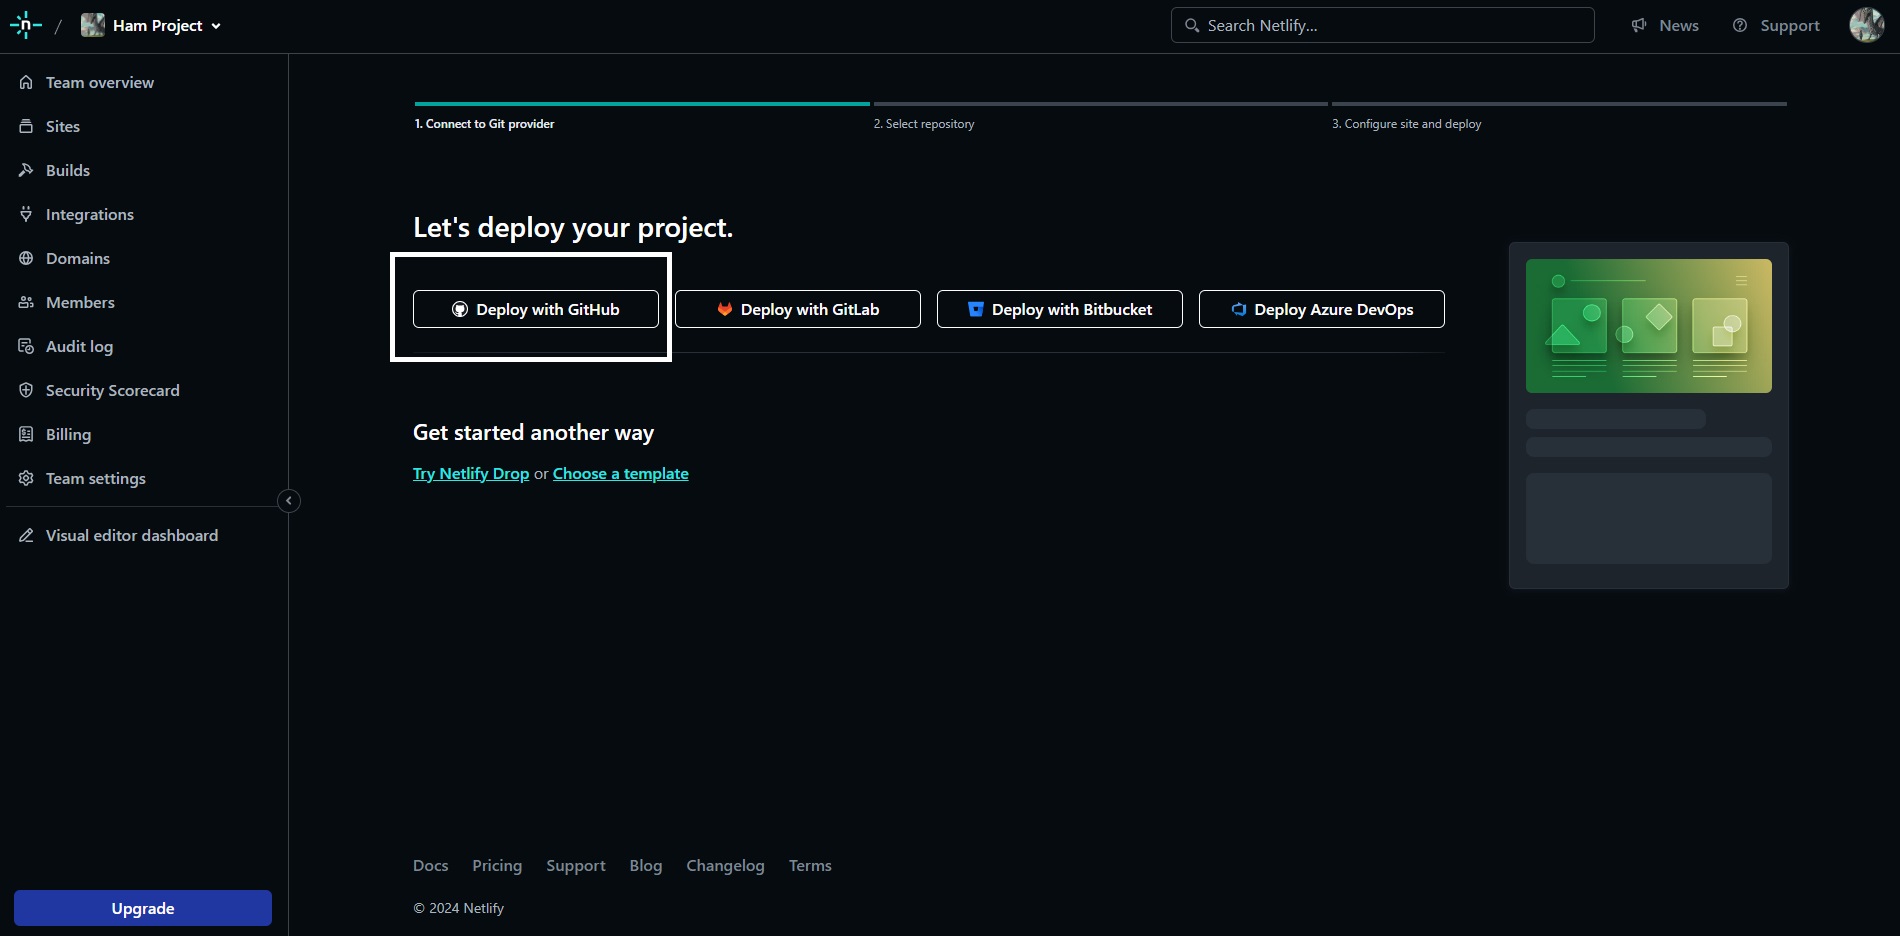 n / Ham Project
Search Netlify...
News
Support
Team overview
Sites
Builds
Integrations
Domains
Members
Audit log
Security Scorecard
Billing
Team settings
Visual editor dashboard
Upgrade
1. Connect to Git provider
2. Select repository
3. Configure site and deploy
Let's deploy your project.
Deploy with GitHub
Deploy with GitLab
Deploy with Bitbucket
Deploy Azure DevOps
Get started another way
Try Netlify Drop or Choose a template
Docs Pricing Support Blog Changelog Terms
© 2024 Netlify